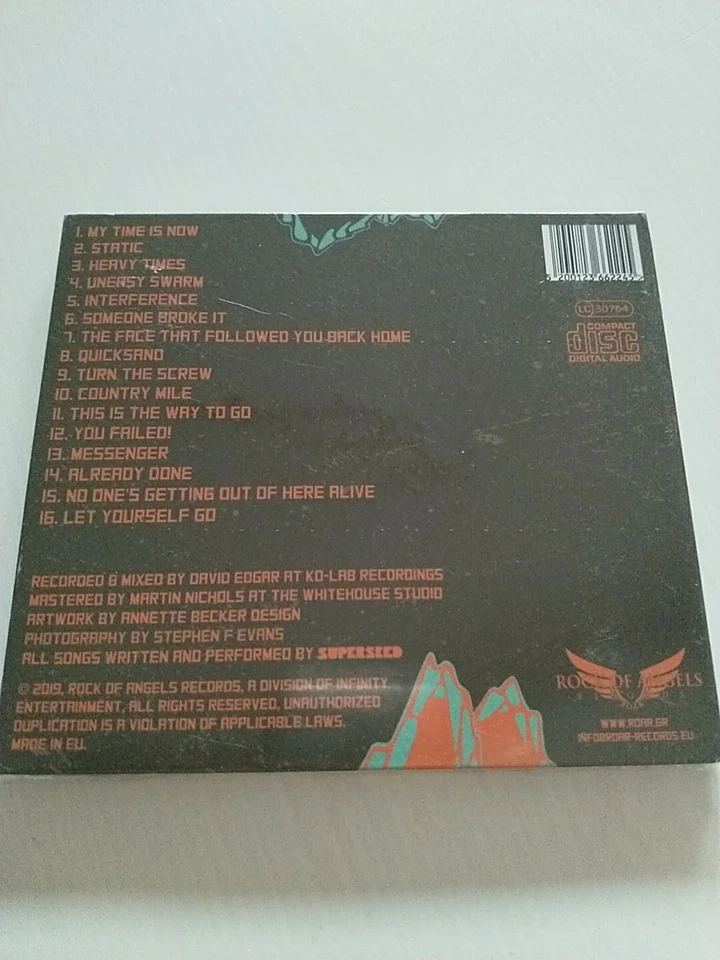 1. MY TIME IS NOW
2. STATIC
3. HEAVY TIMES
4. UNEASY SWARM
5. INTERFERENCE
6. SOMEONE BROKE IT
7. THE FACE THAT FOLLOWED YOU BACK HOME
8. QUICKSAND
9. TURN THE SCREW
10. COUNTRY MILE
11. THIS IS THE WAY TO GO
12. YOU FAILED!
13. MESSENGER
14. ALREADY DONE
15. NO ONE'S GETTING OUT OF HERE ALIVE
16. LET YOURSELF GO
5 200123 662245 >
LC 30764
COMPACT
disc
DIGITAL AUDIO
RECORDED & MIXED BY DAVID EDGAR AT KO-LAB RECORDINGS
MASTERED BY MARTIN NICHOLS AT THE WHITEHOUSE STUDIO
ARTWORK BY ANNETTE BECKER DESIGN
PHOTOGRAPHY BY STEPHEN F EVANS
ALL SONGS WRITTEN AND PERFORMED BY SUPERSEED
© 2019, ROCK OF ANGELS RECORDS, A DIVISION OF INFINITY
ENTERTAINMENT, ALL RIGHTS RESERVED, UNAUTHORIZED
DUPLICATION IS A VIOLATION OF APPLICABLE LAWS.
MADE IN EU.
ROCK OF ANGELS
ROAR
WWW.ROAR.GR
INFO@ROAR-RECORDS.EU